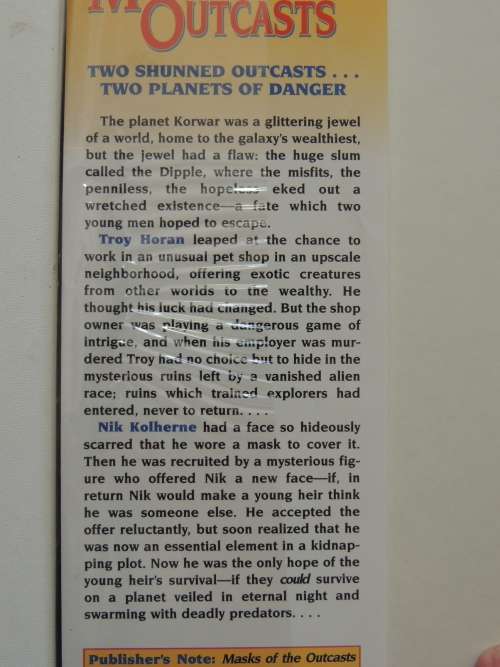 OUTCASTS
TWO SHUNNED OUTCASTS . . .
TWO PLANETS OF DANGER
The planet Korwar was a glittering jewel
of a world, home to the galaxy's wealthiest,
but the jewel had a flaw: the huge slum
called the Dipple, where the misfits, the
penniless, the hopeless eked out a
wretched existence—a fate which two
young men hoped to escape.
Troy Horan leaped at the chance to
work in an unusual pet shop in an upscale
neighborhood, offering exotic creatures
from other worlds to the wealthy. He
thought his luck had changed. But the shop
owner was playing a dangerous game of
intrigue, and when his employer was mur-
dered Troy had no choice but to hide in the
mysterious ruins left by a vanished alien
race; ruins which trained explorers had
entered, never to return. . . .
Nik Kolherne had a face so hideously
scarred that he wore a mask to cover it.
Then he was recruited by a mysterious fig-
ure who offered Nik a new face—if, in
return Nik would make a young heir think
he was someone else. He accepted the
offer reluctantly, but soon realized that he
was now an essential element in a kidnap-
ping plot. Now he was the only hope of the
young heir's survival—if they could survive
on a planet veiled in eternal night and
swarming with deadly predators. . . .
Publisher's Note: Masks of the Outcasts